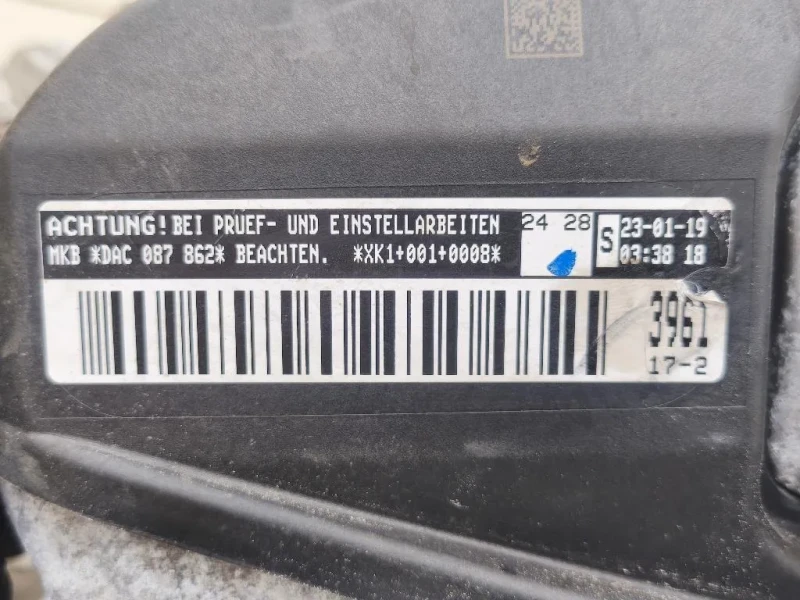 ACHTUNG! BEI PRUEF- UND EINSTELLARBEITEN 24 28 S 23-01-19
MKB *DAC 087 862* BEACHTEN. *XK1+001+0008* 03:38 18
3961
17-2